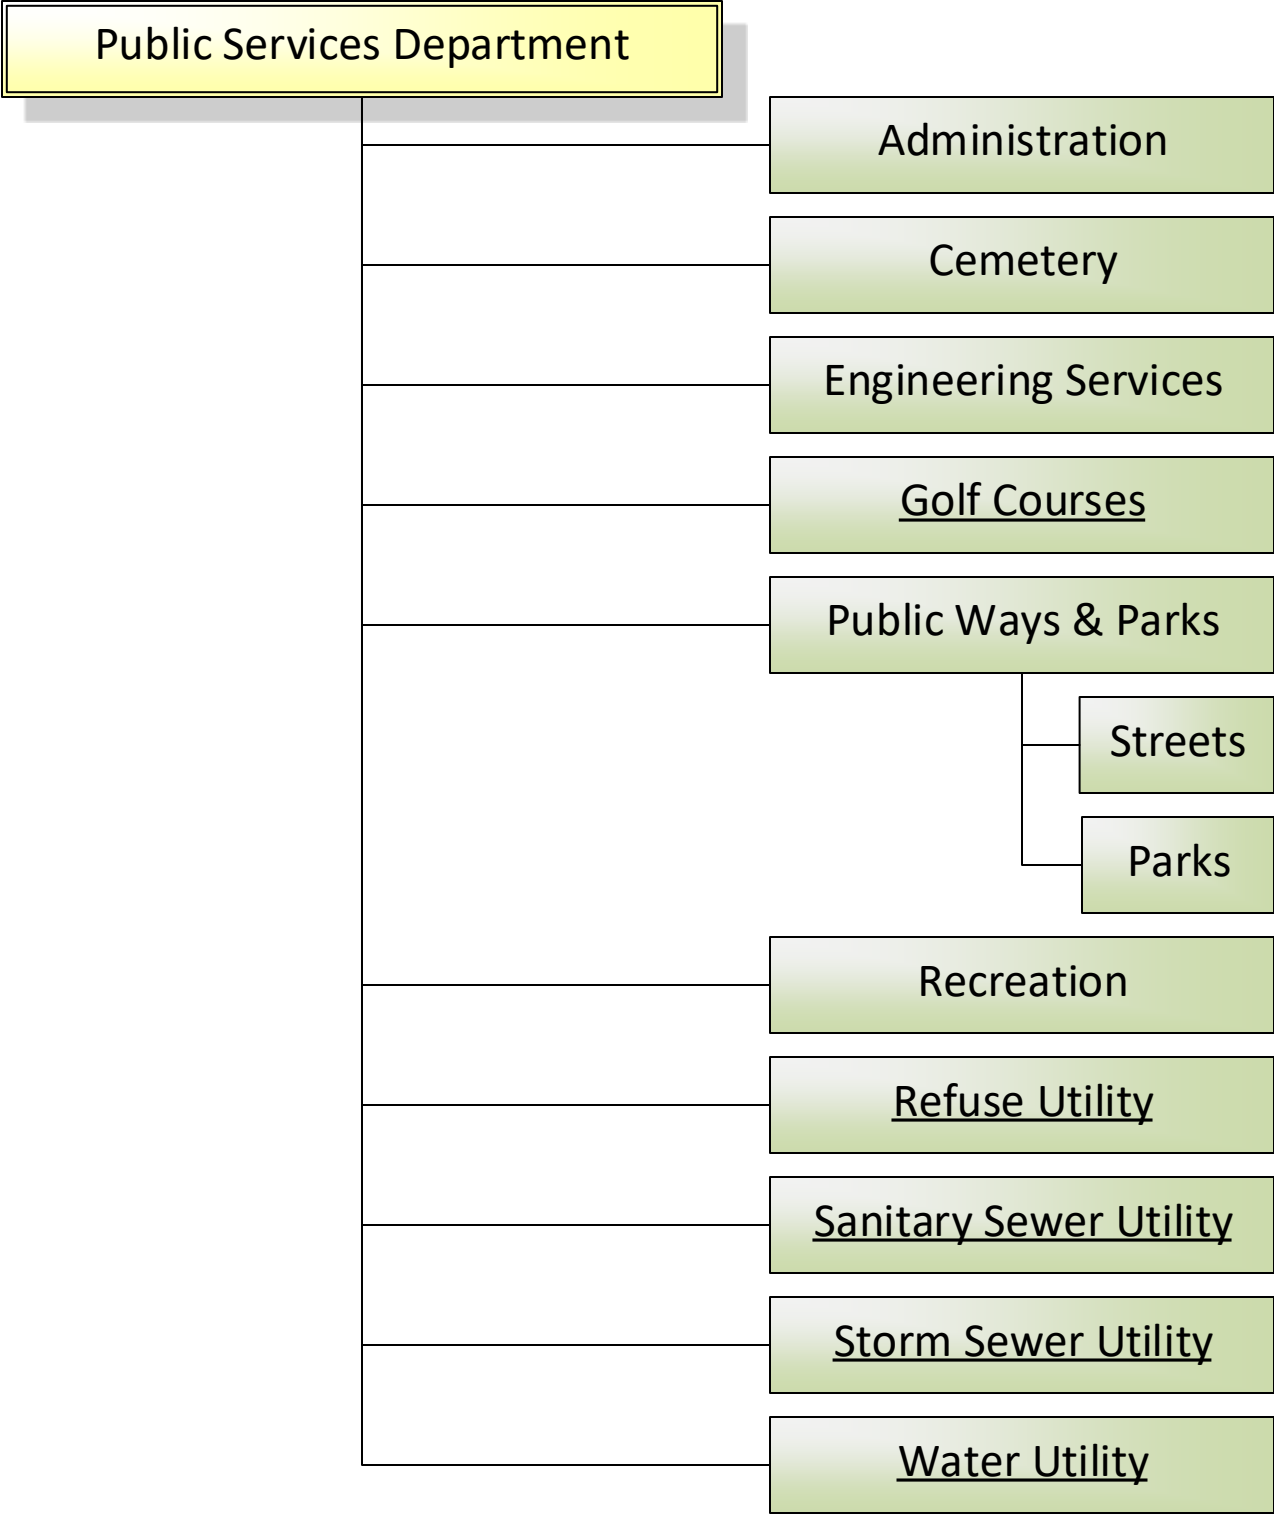 Public Services Department
Administration
Cemetery
Engineering Services
Golf Courses
Public Ways & Parks
Streets
Parks
Recreation
Refuse Utility
Sanitary Sewer Utility
Storm Sewer Utility
Water Utility